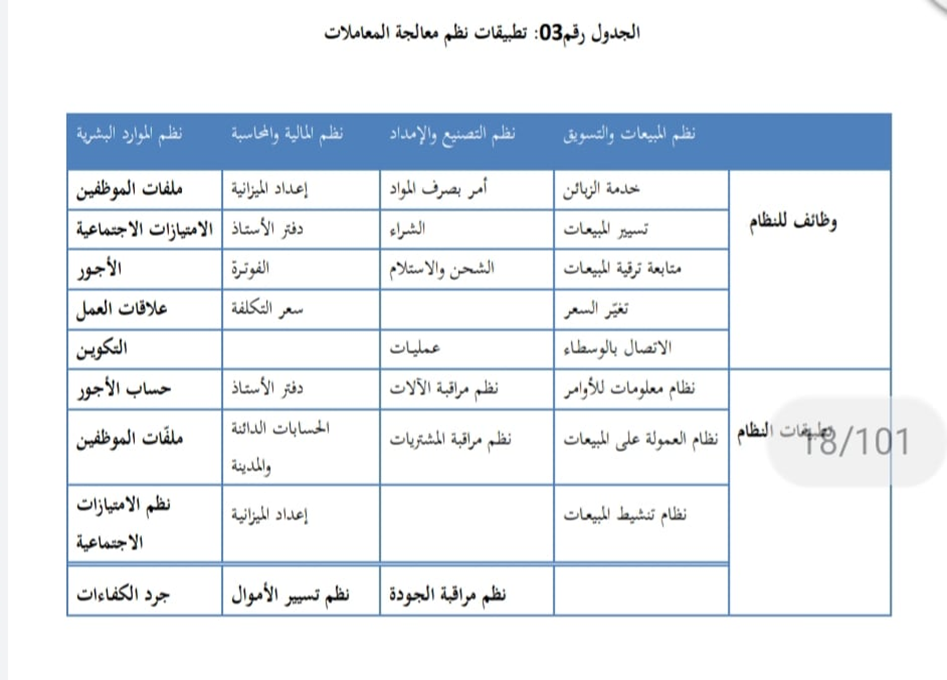 الجدول رقم03: تطبيقات نظم معالجة المعاملات
نظم المبيعات والتسويق نظم التصنيع والإمداد نظم المالية والمحاسبة نظم الموارد البشرية
وظائف للنظام
خدمة الزبائن أمر بصرف المواد إعداد الميزانية ملفات الموظفين
تسيير المبيعات الشراء دفتر الأستاذ الامتيازات الاجتماعية
متابعة ترقية المبيعات الشحن والاستلام الفوترة الأجور
تغيّر السعر سعر التكلفة علاقات العمل
الاتصال بالوسطاء عمليات التكوين
تطبيقات النظام
نظام معلومات للأوامر نظم مراقبة الآلات دفتر الأستاذ حساب الأجور
نظام العمولة على المبيعات نظم مراقبة المشتريات الحسابات الدائنة والمدينة ملفّات الموظفين
نظام تنشيط المبيعات إعداد الميزانية نظم الامتيازات الاجتماعية
نظم مراقبة الجودة نظم تسيير الأموال جرد الكفاءات
18/101